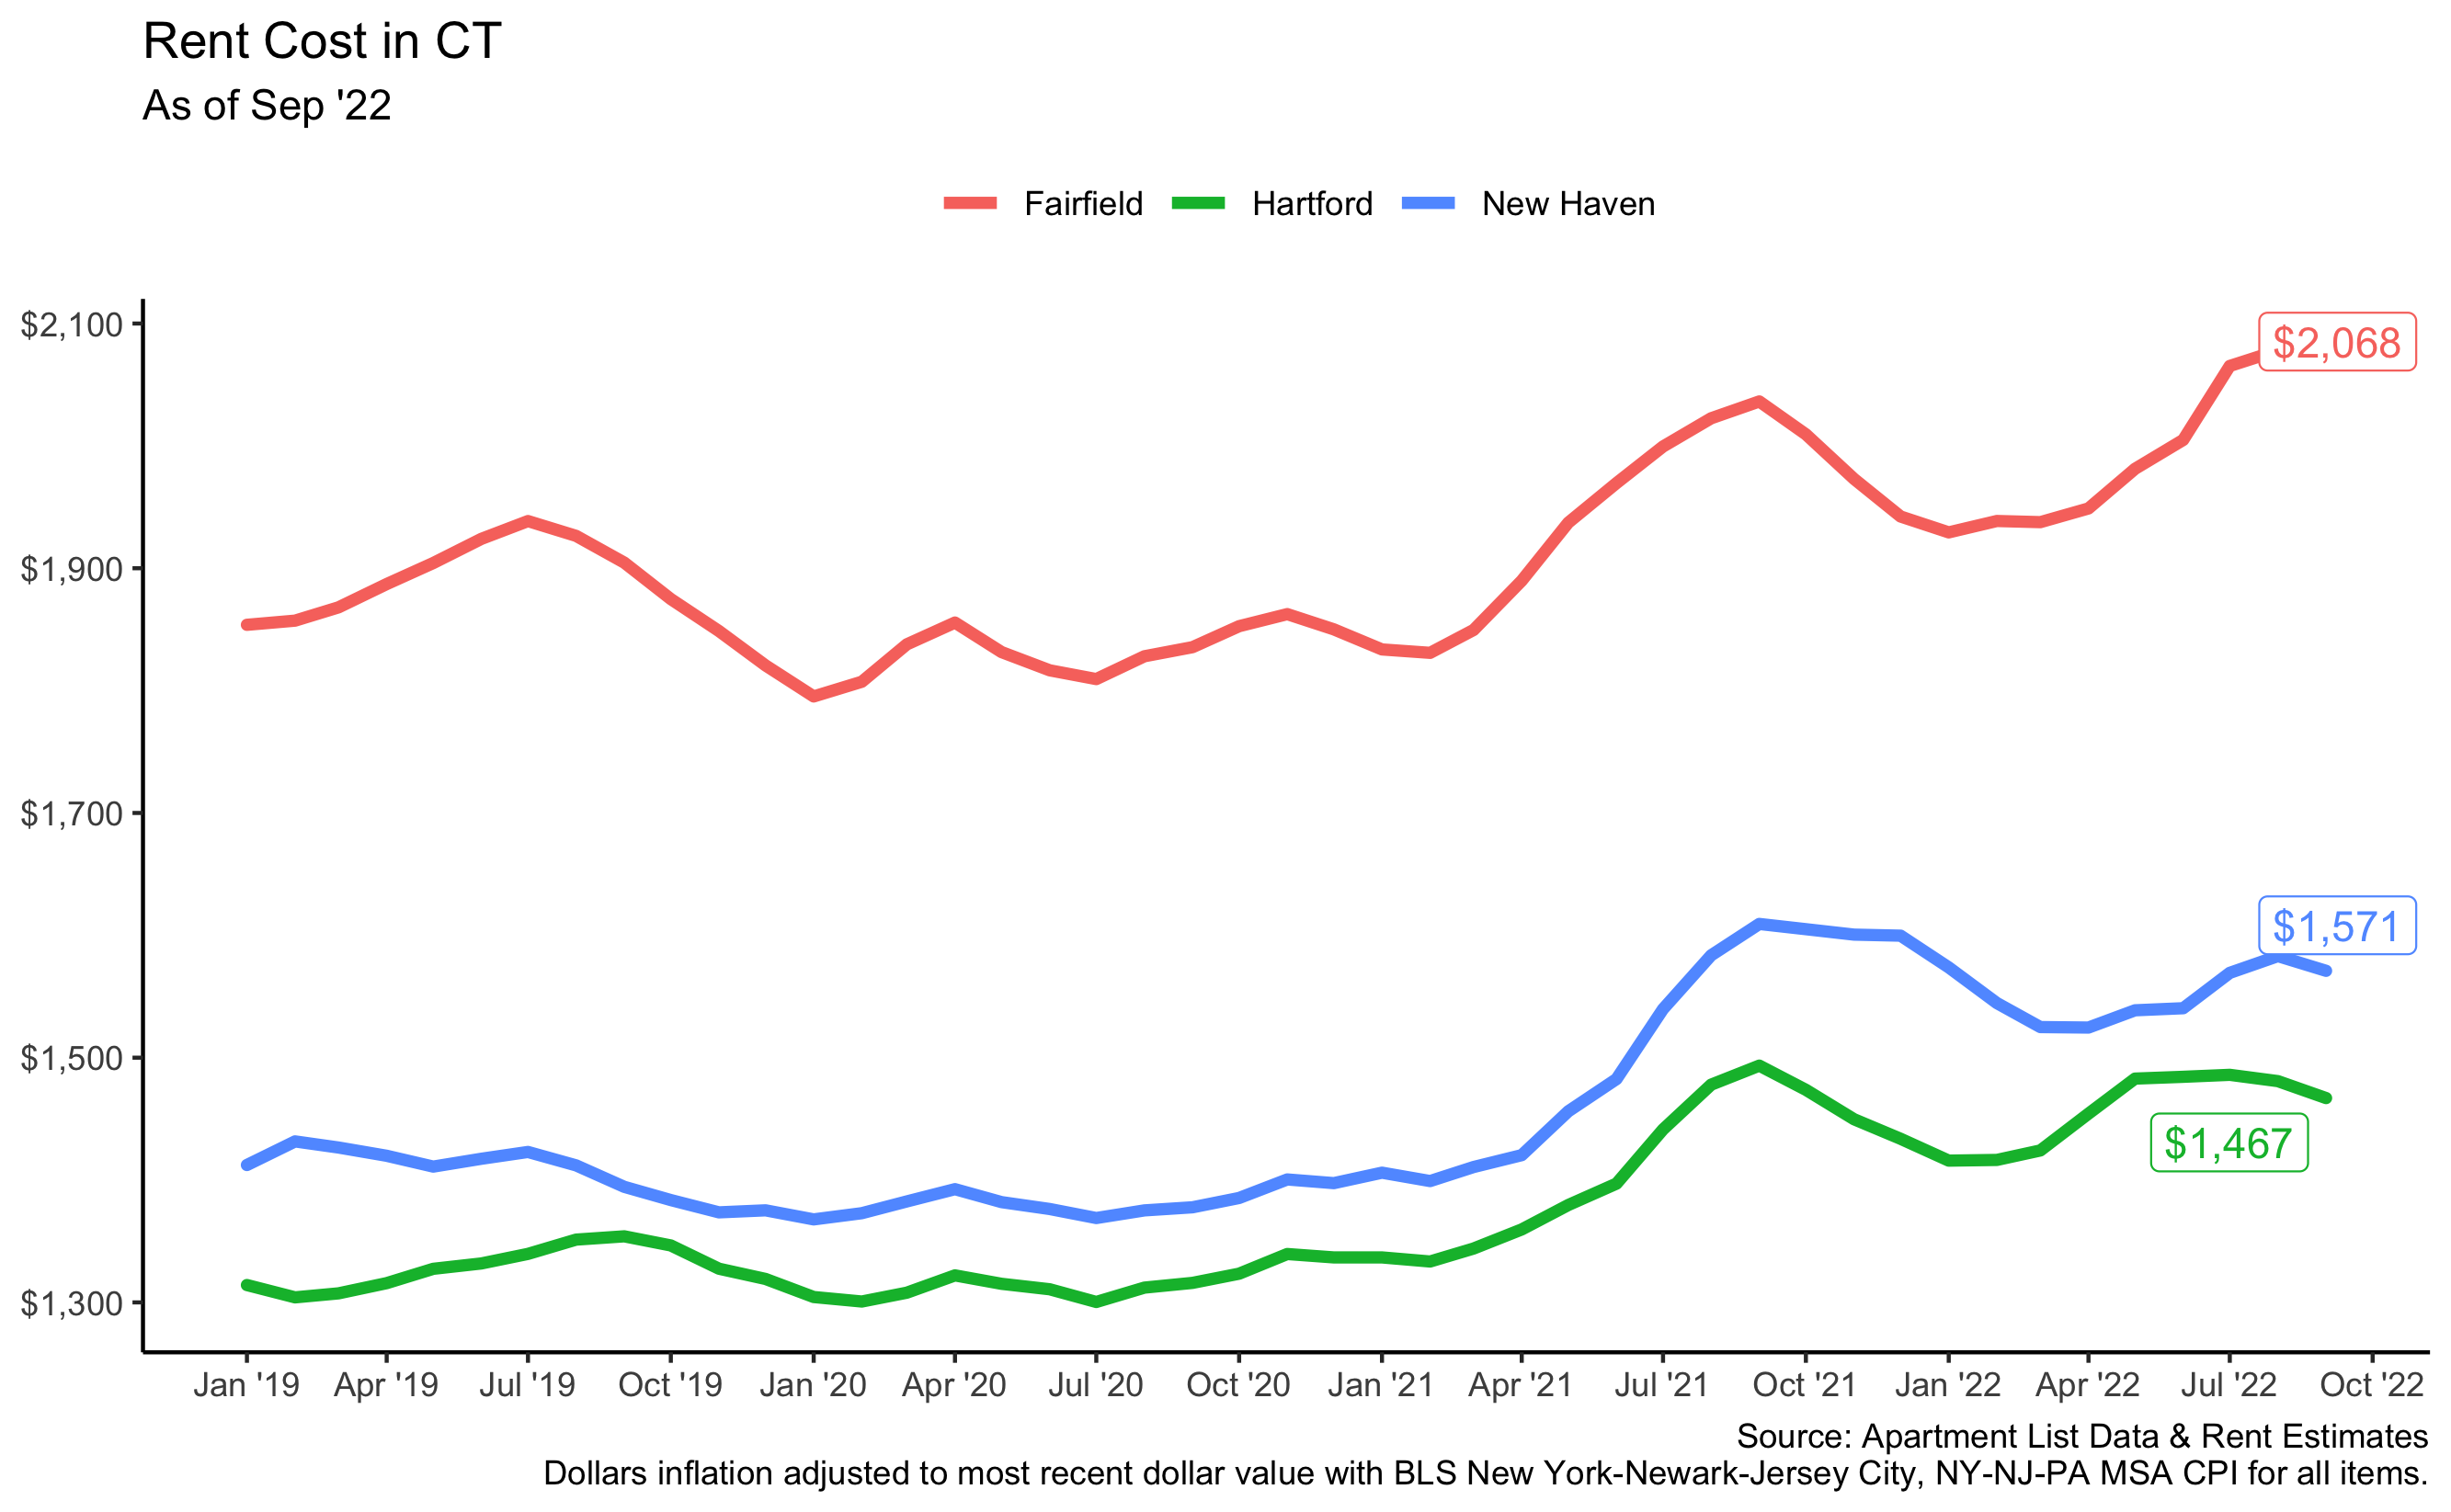 Rent Cost in CT
As of Sep '22
Fairfield Hartford New Haven
$2,100
$2,068
$1,900
$1,700
$1,571
$1,500
$1,467
$1,300
Jan '19 Apr '19 Jul '19 Oct '19 Jan '20 Apr '20 Jul '20 Oct '20 Jan '21 Apr '21 Jul '21 Oct '21 Jan '22 Apr '22 Jul '22 Oct '22
Source: Apartment List Data & Rent Estimates
Dollars inflation adjusted to most recent dollar value with BLS New York-Newark-Jersey City, NY-NJ-PA MSA CPI for all items.